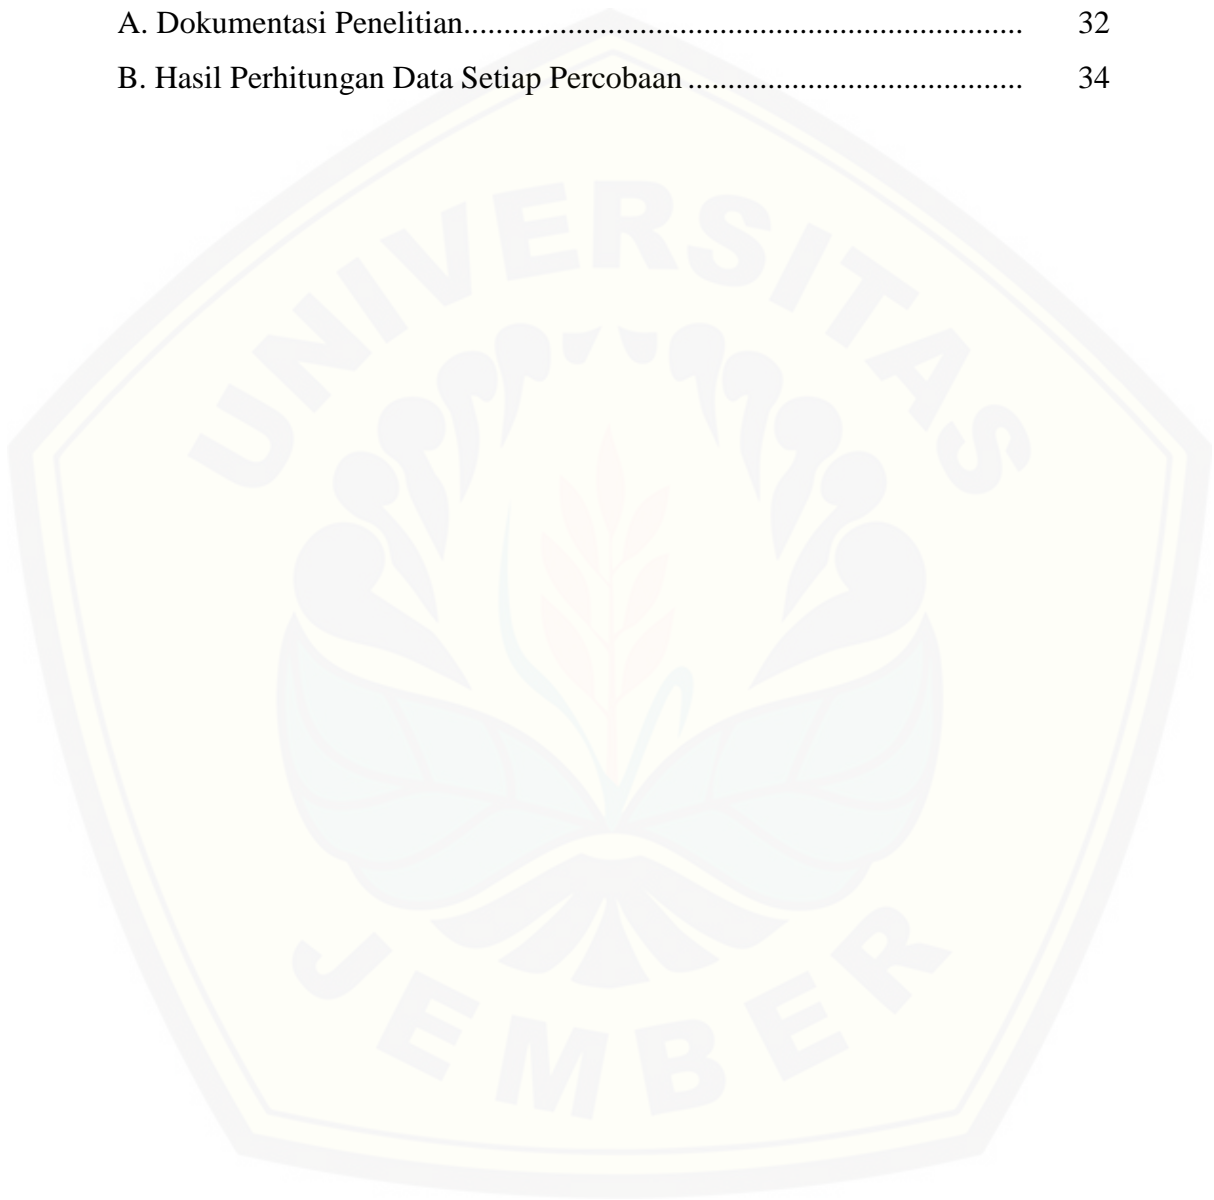 A. Dokumentasi Penelitian...................................................................... 32
B. Hasil Perhitungan Data Setiap Percobaan .......................................... 34
UNIVERSITAS
JEMBER